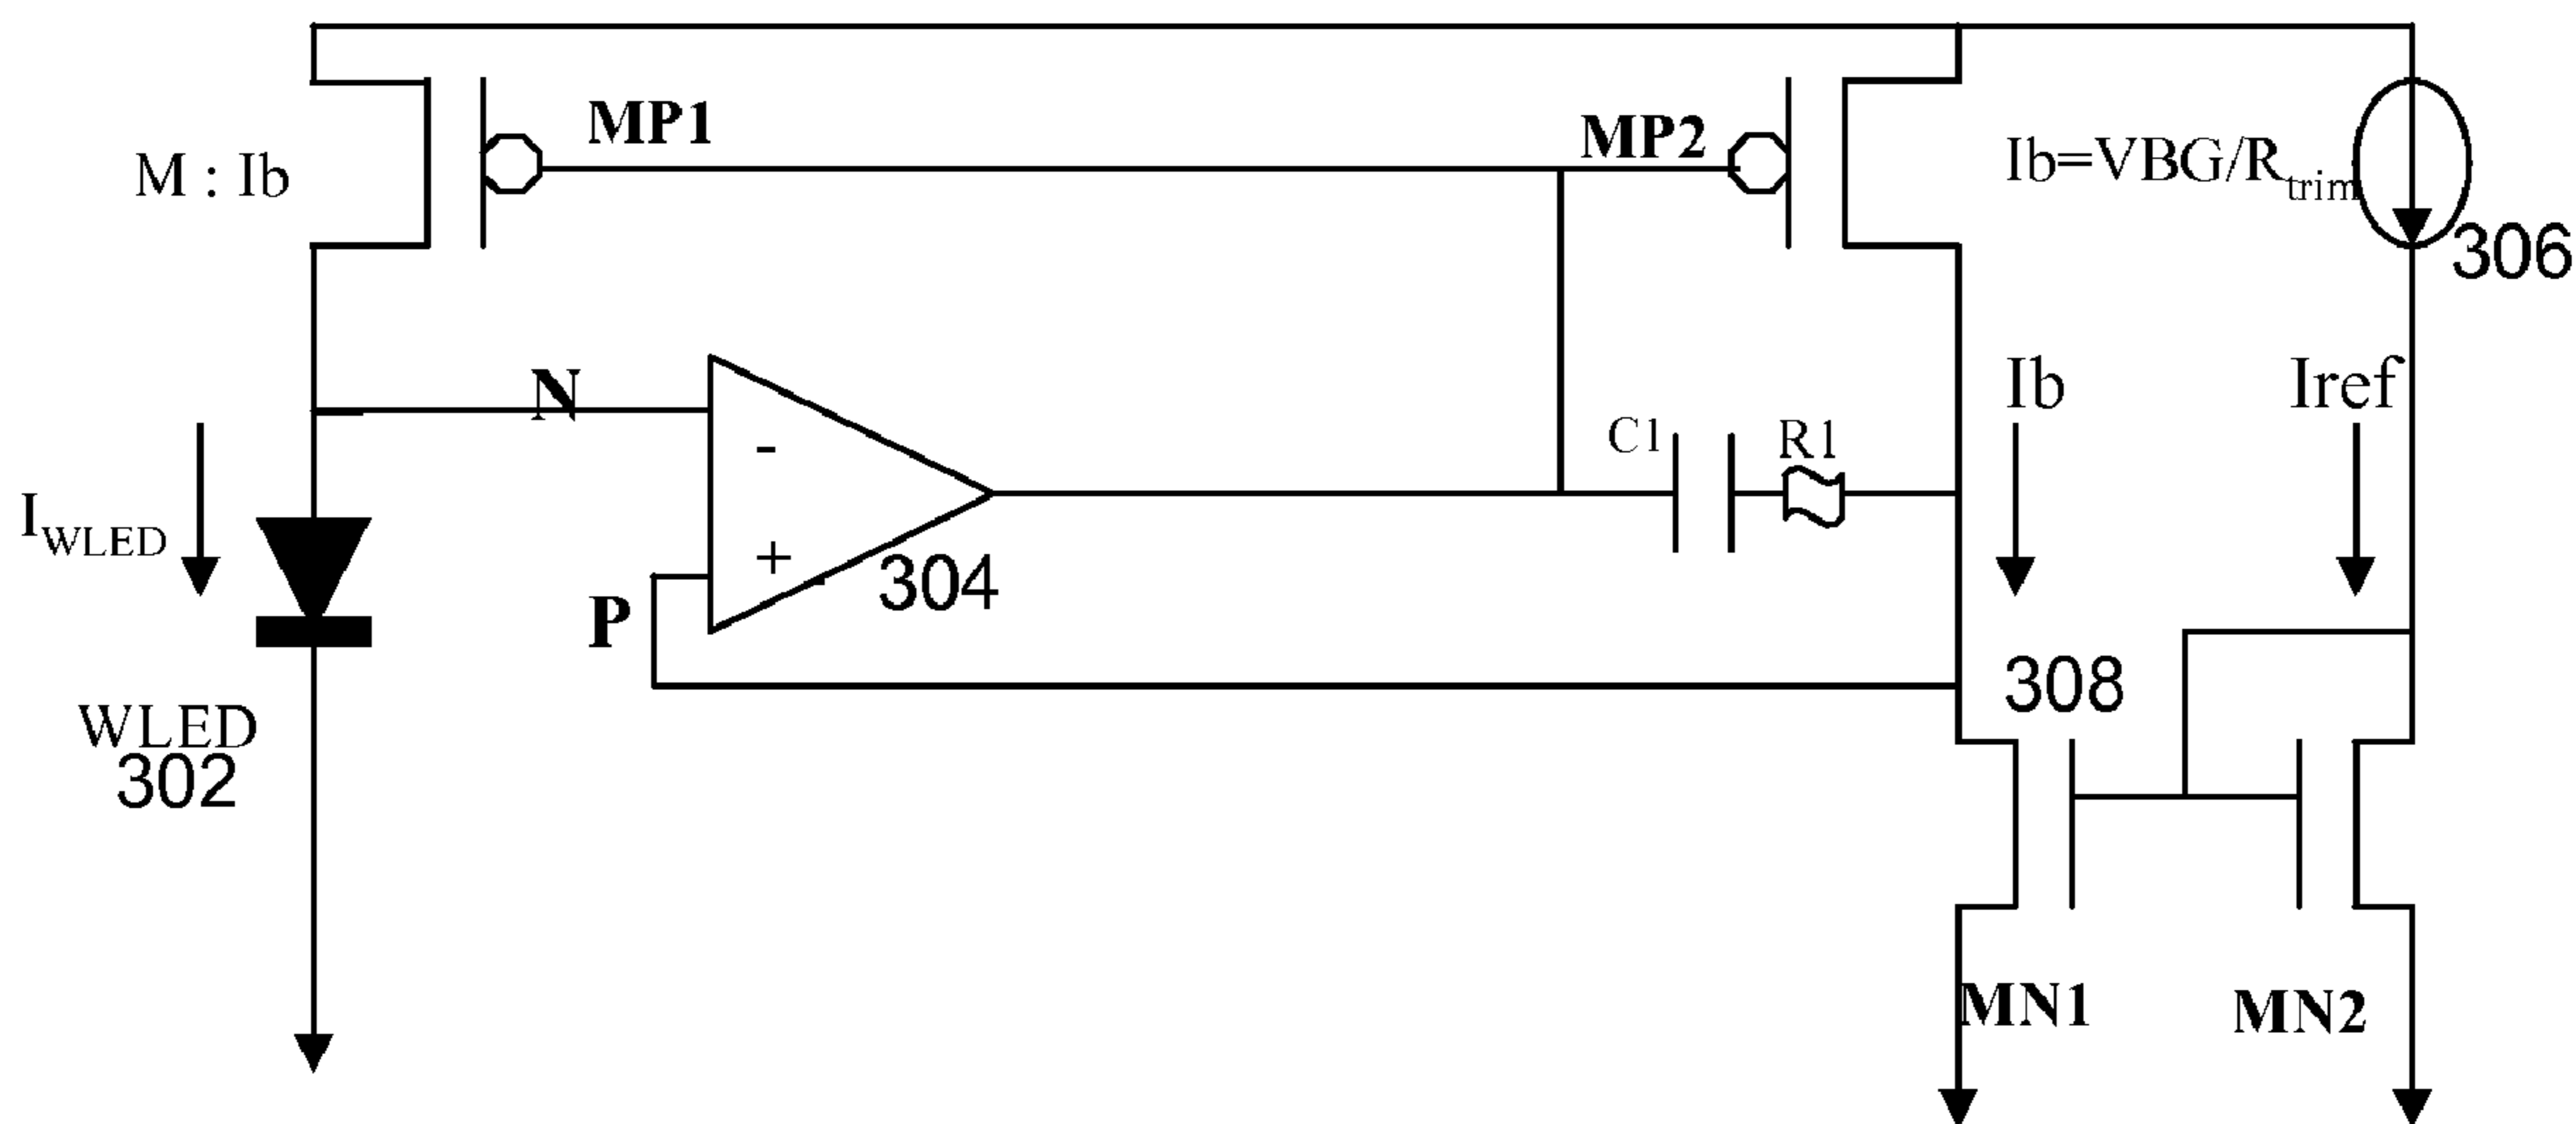 MP1
MP2
M : Ib
Ib=VBG/Rtrim
306
N
Ib
Iref
C1
R1
-
+
IWLED
304
P
308
WLED
302
MN1
MN2